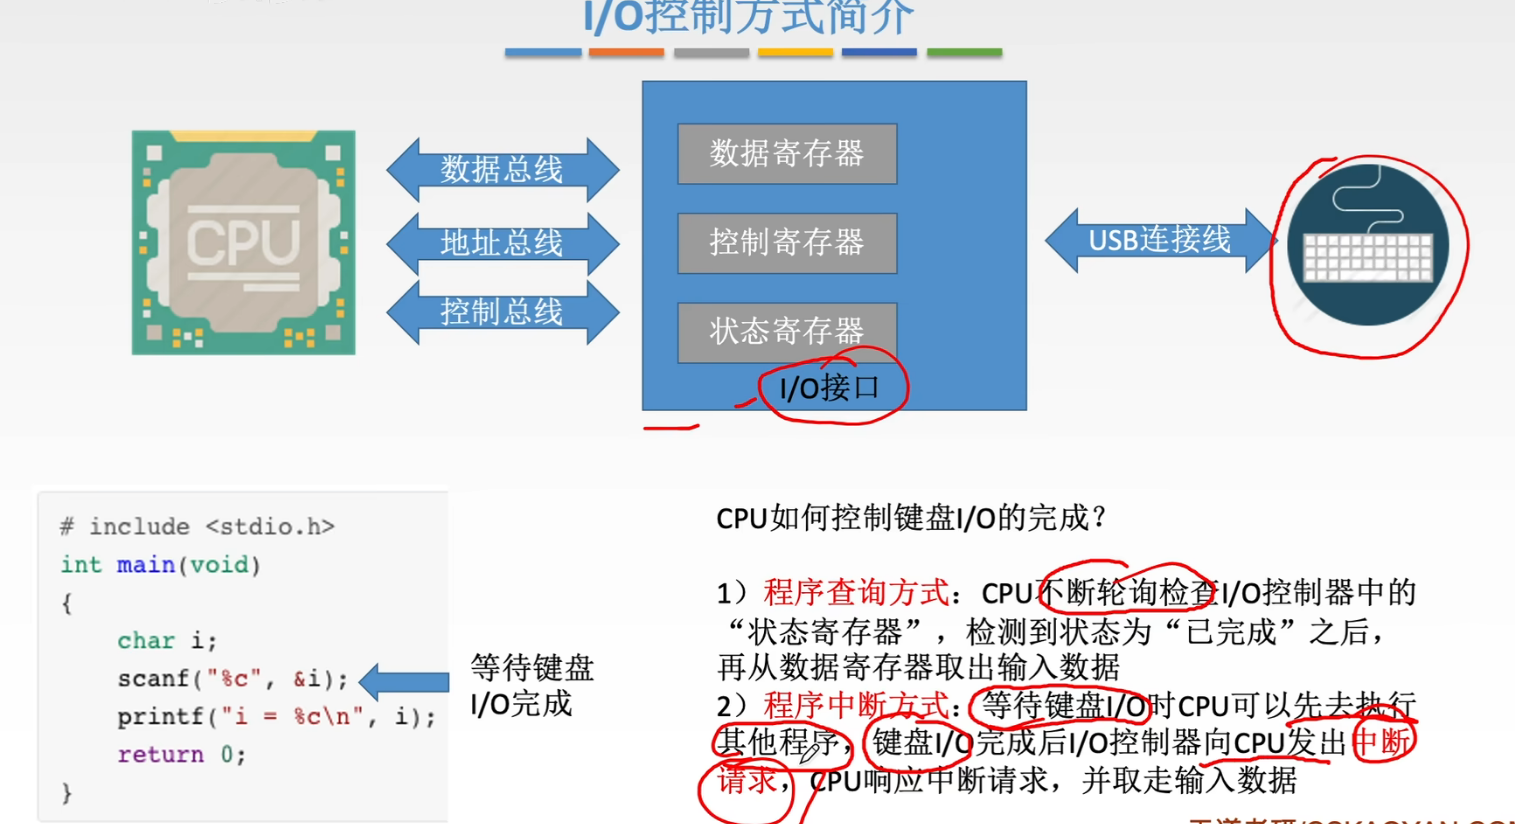 I/O控制方式简介
数据总线
地址总线
控制总线
CPU
数据寄存器
控制寄存器
状态寄存器
I/O接口
USB连接线
# include <stdio.h>
int main(void)
{
char i;
scanf("%c", &i);
printf("i = %c\n", i);
return 0;
}
等待键盘
I/O完成
CPU如何控制键盘I/O的完成？
1）程序查询方式：CPU不断轮询检查I/O控制器中的
“状态寄存器”，检测到状态为“已完成”之后，
再从数据寄存器取出输入数据
2）程序中断方式：等待键盘I/O时CPU可以先去执行
其他程序，键盘I/O完成后I/O控制器向CPU发出中断
请求，CPU响应中断请求，并取走输入数据